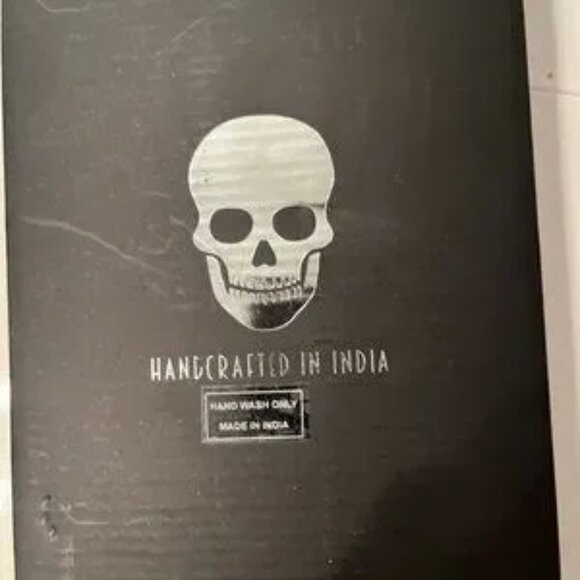 HANDCRAFTED IN INDIA
HAND WASH ONLY
MADE IN INDIA